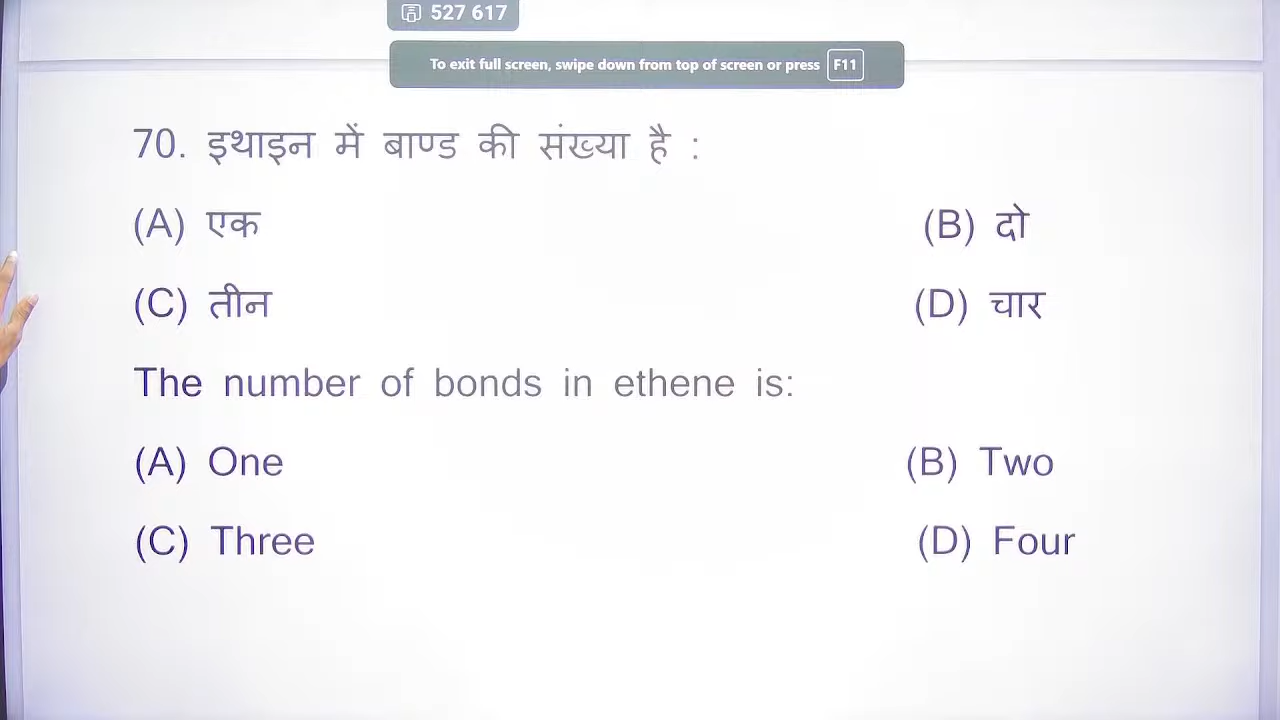 527 617
To exit full screen, swipe down from top of screen or press F11
70. इथाइन में बाण्ड की संख्या है :
(A) एक (B) दो
(C) तीन (D) चार
The number of bonds in ethene is:
(A) One (B) Two
(C) Three (D) Four